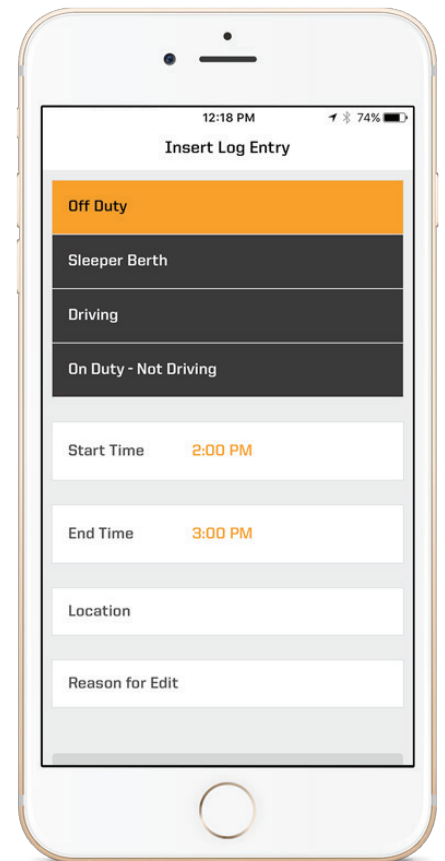 12:18 PM 74%
Insert Log Entry
Off Duty
Sleeper Berth
Driving
On Duty - Not Driving
Start Time 2:00 PM
End Time 3:00 PM
Location
Reason for Edit